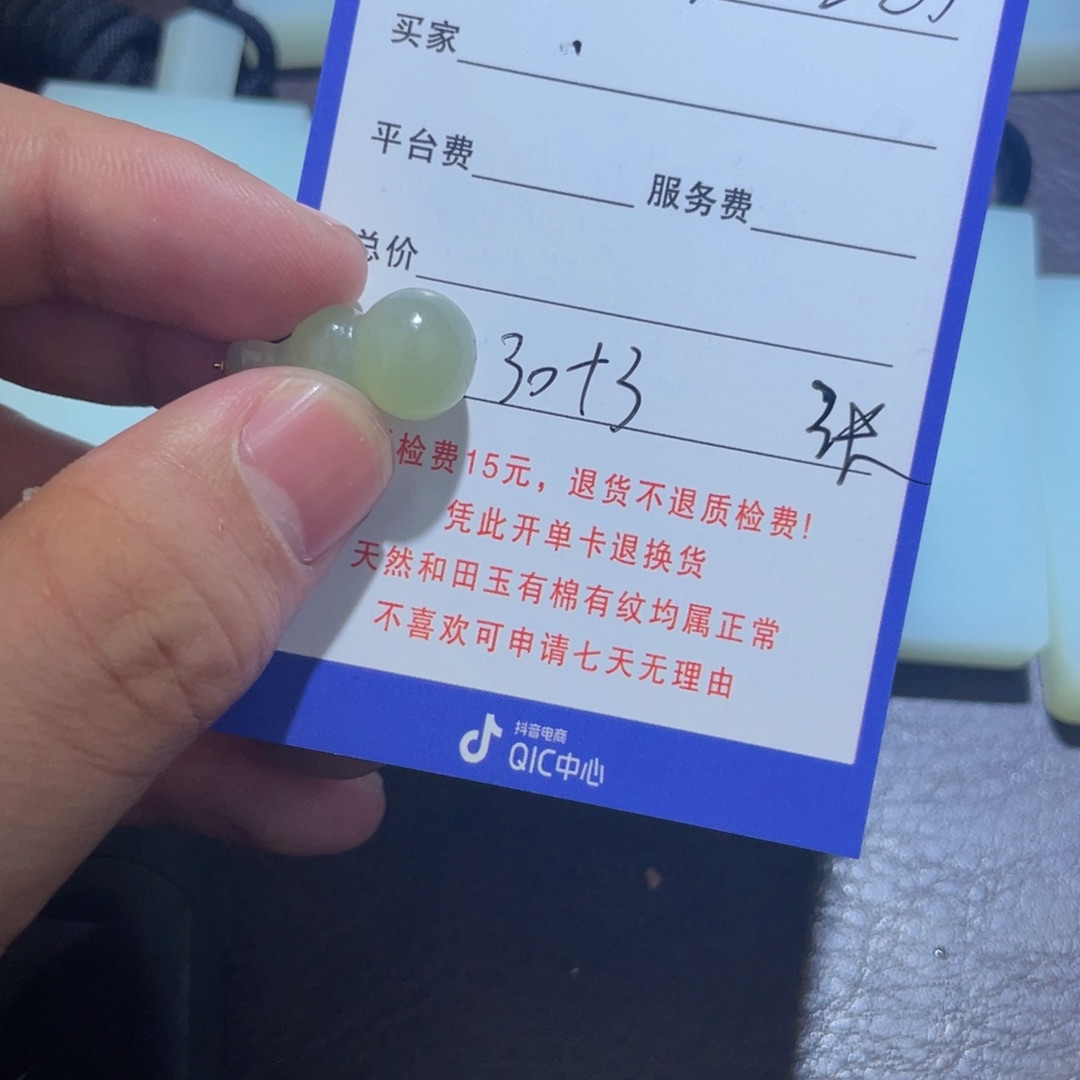 买家
平台费 服务费
总价
30+3 张
检费15元，退货不退质检费！
凭此开单卡退换货
天然和田玉有棉有纹均属正常
不喜欢可申请七天无理由
抖音电商
QIC中心